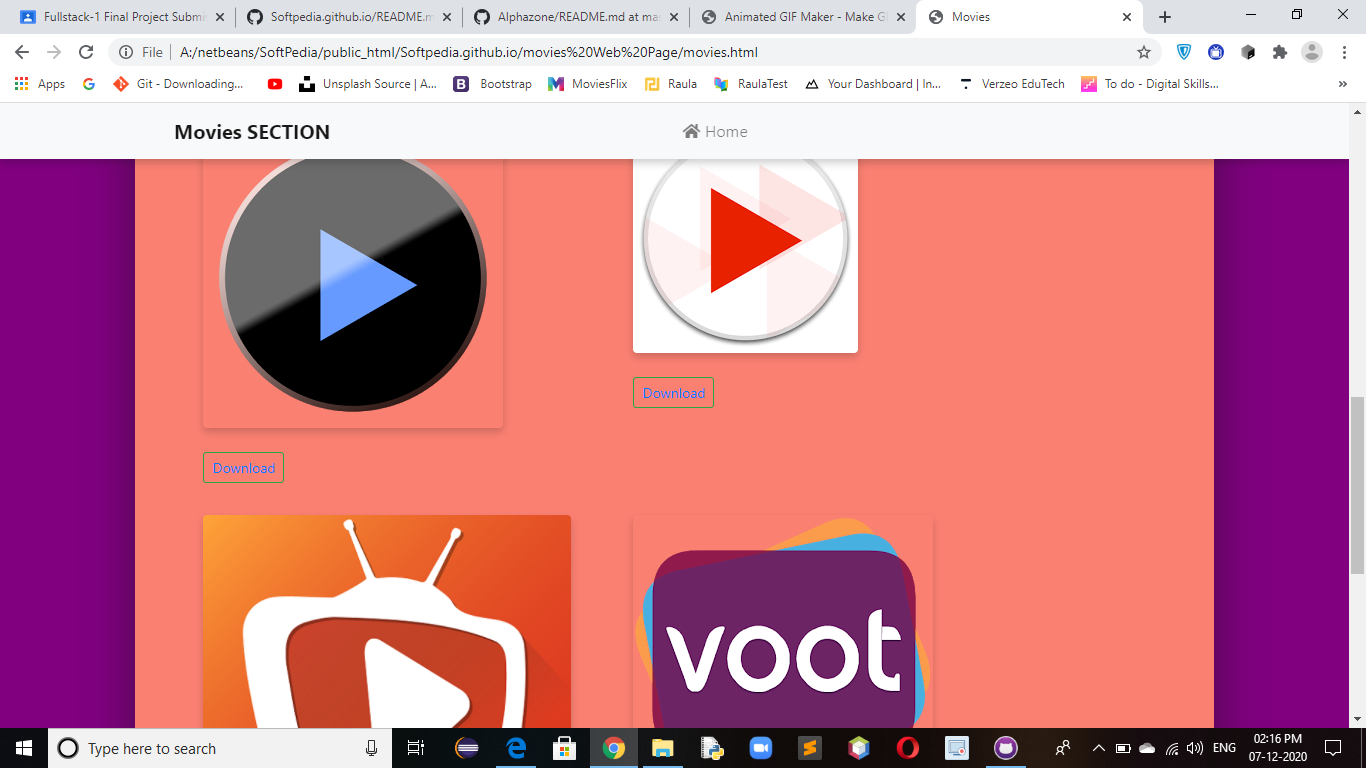 Fullstack-1 Final Project Submis
Softpedia.github.io/README.m
Alphazone/README.md at mas
Animated GIF Maker - Make GI
Movies
File
A:/netbeans/SoftPedia/public_html/Softpedia.github.io/movies%20Web%20Page/movies.html
Apps
Git - Downloading...
Unsplash Source | A...
Bootstrap
MoviesFlix
Raula
RaulaTest
Your Dashboard | In...
Verzeo EduTech
To do - Digital Skills...
»
Movies SECTION
Home
Download
Download
voot
Type here to search
ENG
02:16 PM
07-12-2020